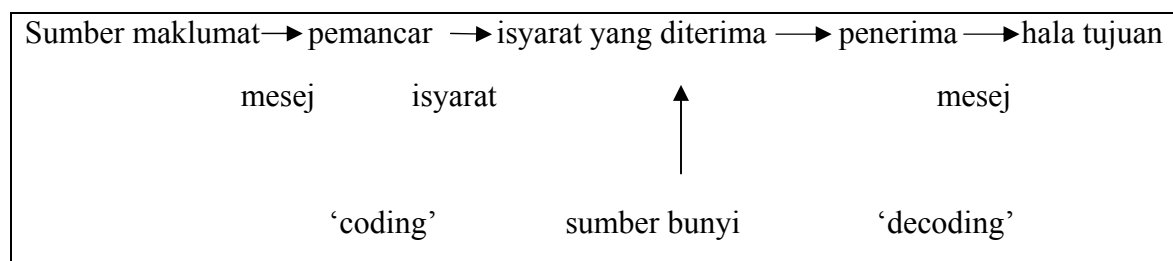 Sumber maklumat pemancar isyarat yang diterima penerima hala tujuan
mesej isyarat mesej
‘coding’ sumber bunyi ‘decoding’